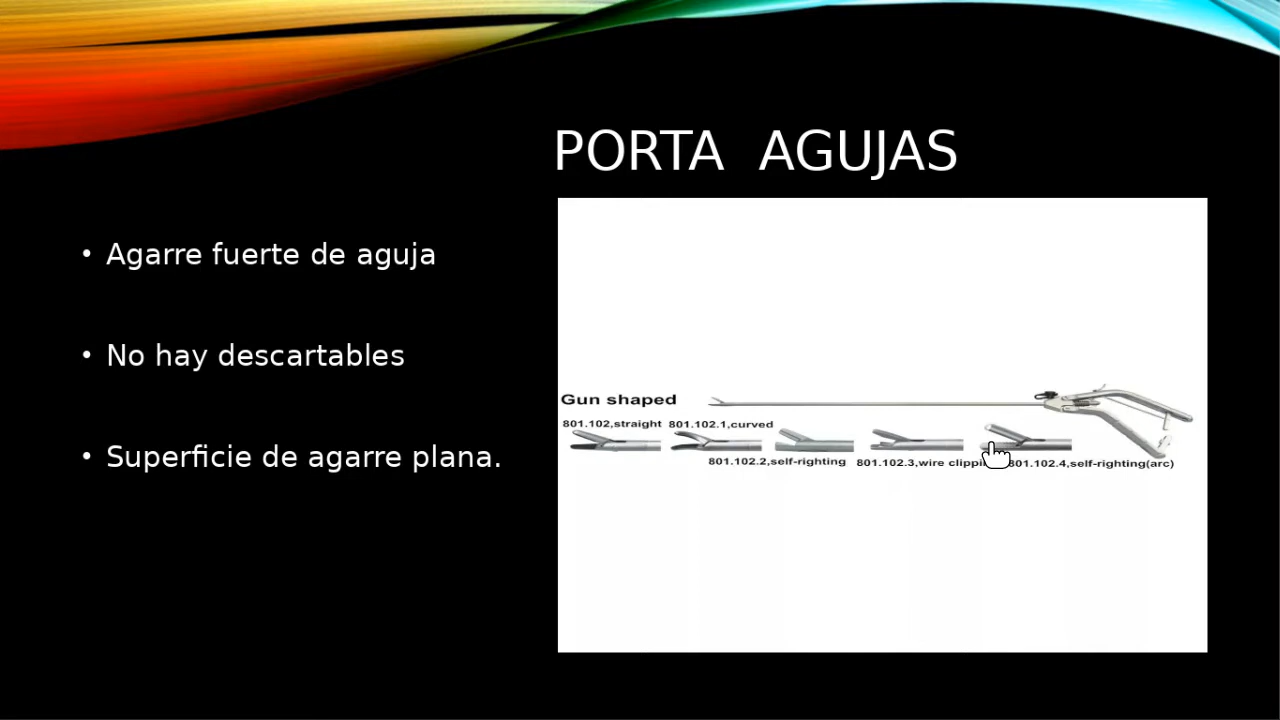 PORTA AGUJAS
• Agarre fuerte de aguja
• No hay descartables
• Superficie de agarre plana.
Gun shaped
801.102,straight 801.102.1,curved
801.102.2,self-righting 801.102.3,wire 801.102.4,self-righting(arc)